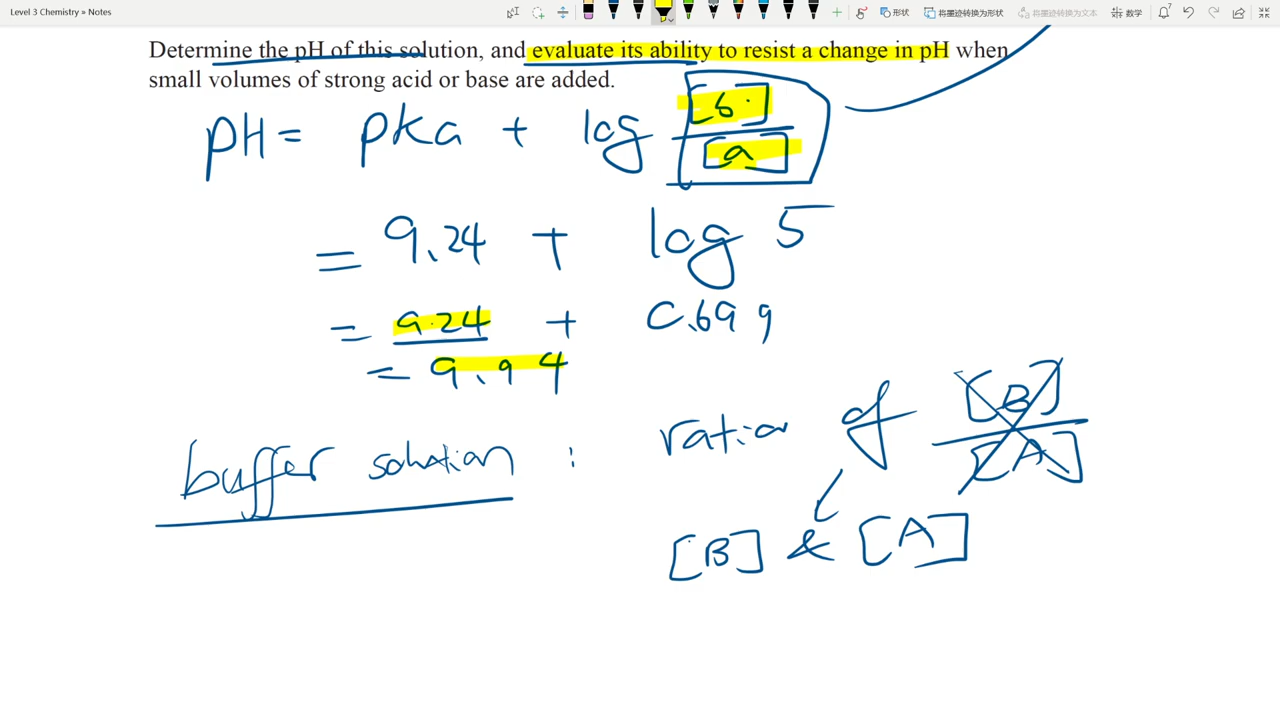 Level 3 Chemistry » Notes
形状 将墨迹转换为形状 将墨迹转换为文本 数学
Determine the pH of this solution, and evaluate its ability to resist a change in pH when
small volumes of strong acid or base are added.
pH = pka + log [b] / [a]
= 9.24 + log 5
= 9.24 + 0.699
= 9.94
buffer solution : ratio of [B] / [A]
[B] & [A]